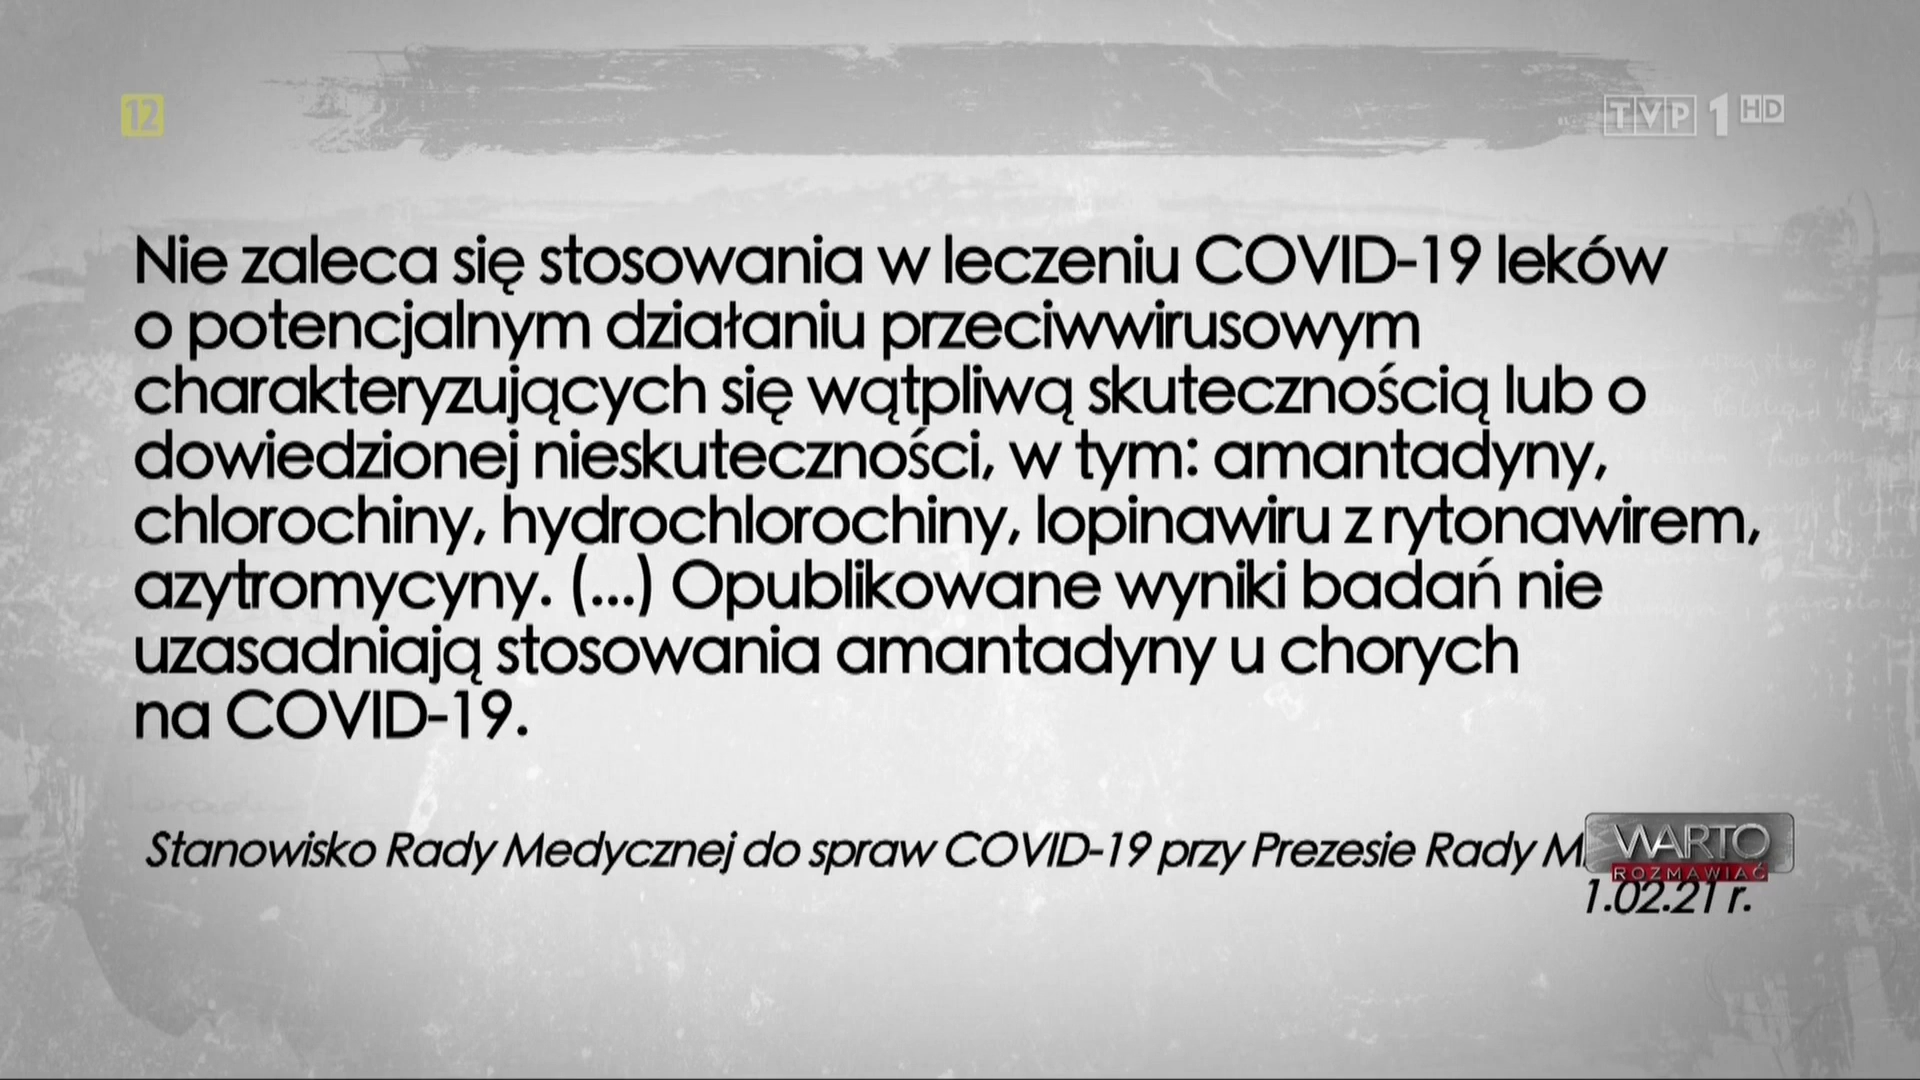 12
TVP 1 HD
Nie zaleca się stosowania w leczeniu COVID-19 leków
o potencjalnym działaniu przeciwwirusowym
charakteryzujących się wątpliwą skutecznością lub o
dowiedzionej nieskuteczności, w tym: amantadyny,
chlorochiny, hydrochlorochiny, lopinawiru z rytonawirem,
azytromycyny. (...) Opublikowane wyniki badań nie
uzasadniają stosowania amantadyny u chorych
na COVID-19.
Stanowisko Rady Medycznej do spraw COVID-19 przy Prezesie Rady
WARTO
ROZMAWIAĆ
1.02.21 r.